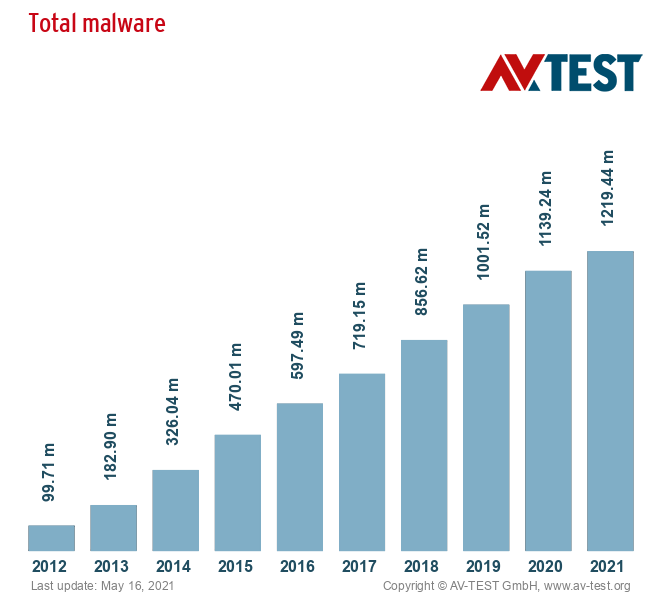 Total malware
AVTEST
99.71 m
182.90 m
326.04 m
470.01 m
597.49 m
719.15 m
856.62 m
1001.52 m
1139.24 m
1219.44 m
2012 2013 2014 2015 2016 2017 2018 2019 2020 2021
Last update: May 16, 2021
Copyright © AV-TEST GmbH, www.av-test.org